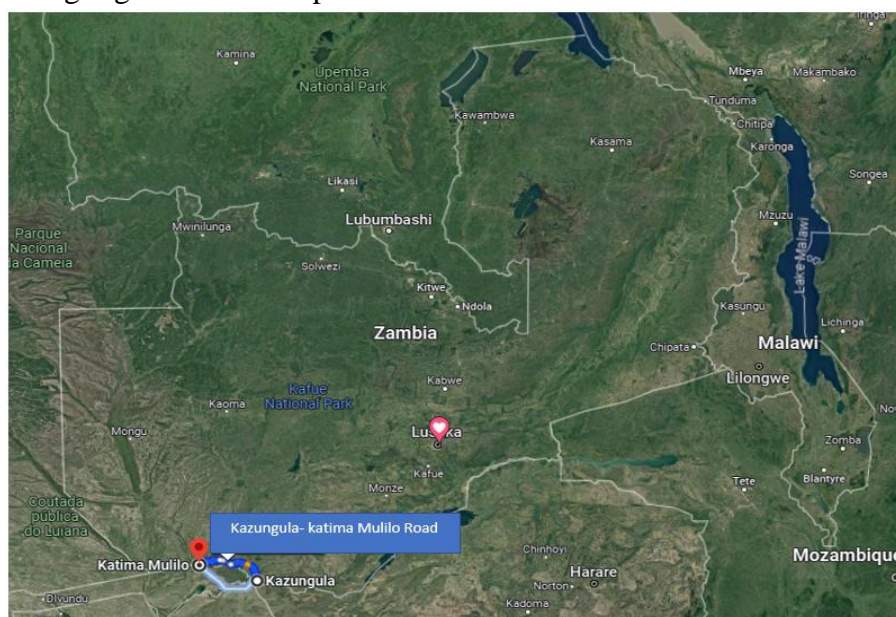 Iringa
Kamina
Upemba
National Park
Mbeya
Makambako
Tunduma
Kawambwa
Chitipa
Kasama
Karonga
Likasi
Songea
Mwinilunga
Lubumbashi
Mzuzu
Parque
Nacional
da Cameia
Solwezi
Lake Malawi
Kitwe
Ndola
Kasungu
Lichinga
Zambia
Chipata
Malawi
Kabwe
Lilongwe
Kafue
National Park
Kaoma
Mongu
Lusaka
Zomba
Kafue
Blantyre
Monze
Tete
Coutada
pública
do Luiana
Kazungula- katima Mulilo Road
Chinhoyi
Mozambique
Katima Mulilo
Kazungula
Harare
Norton
Divundu
Kadoma